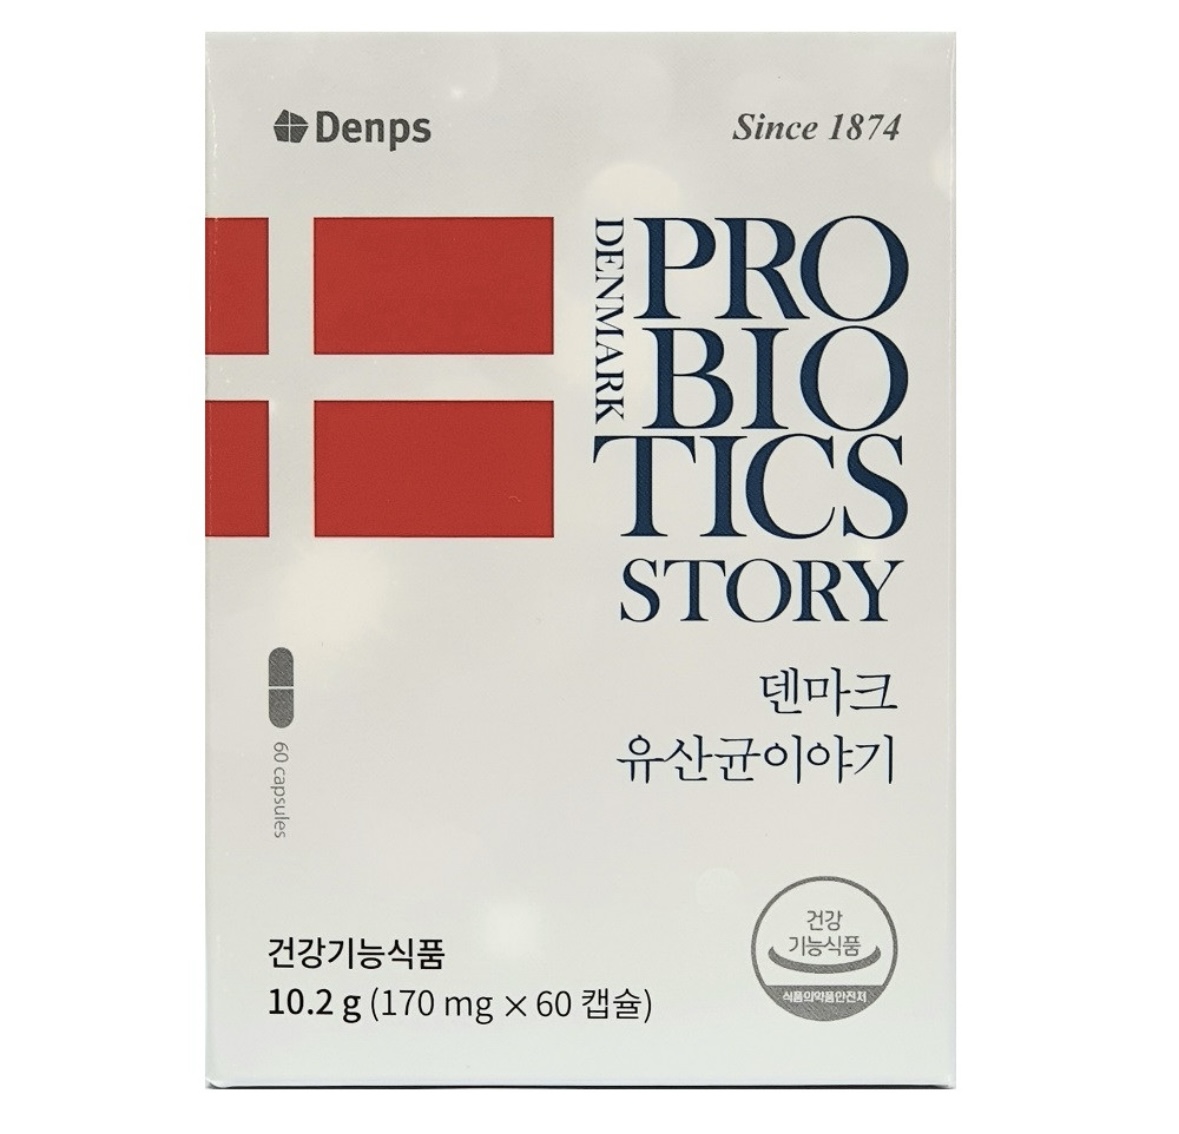 Denps
Since 1874
DENMARK
PRO
BIO
TICS
STORY
덴마크
유산균이야기
60 capsules
건강기능식품
10.2 g (170 mg × 60 캡슐)
건강
기능식품
식품의약품안전처